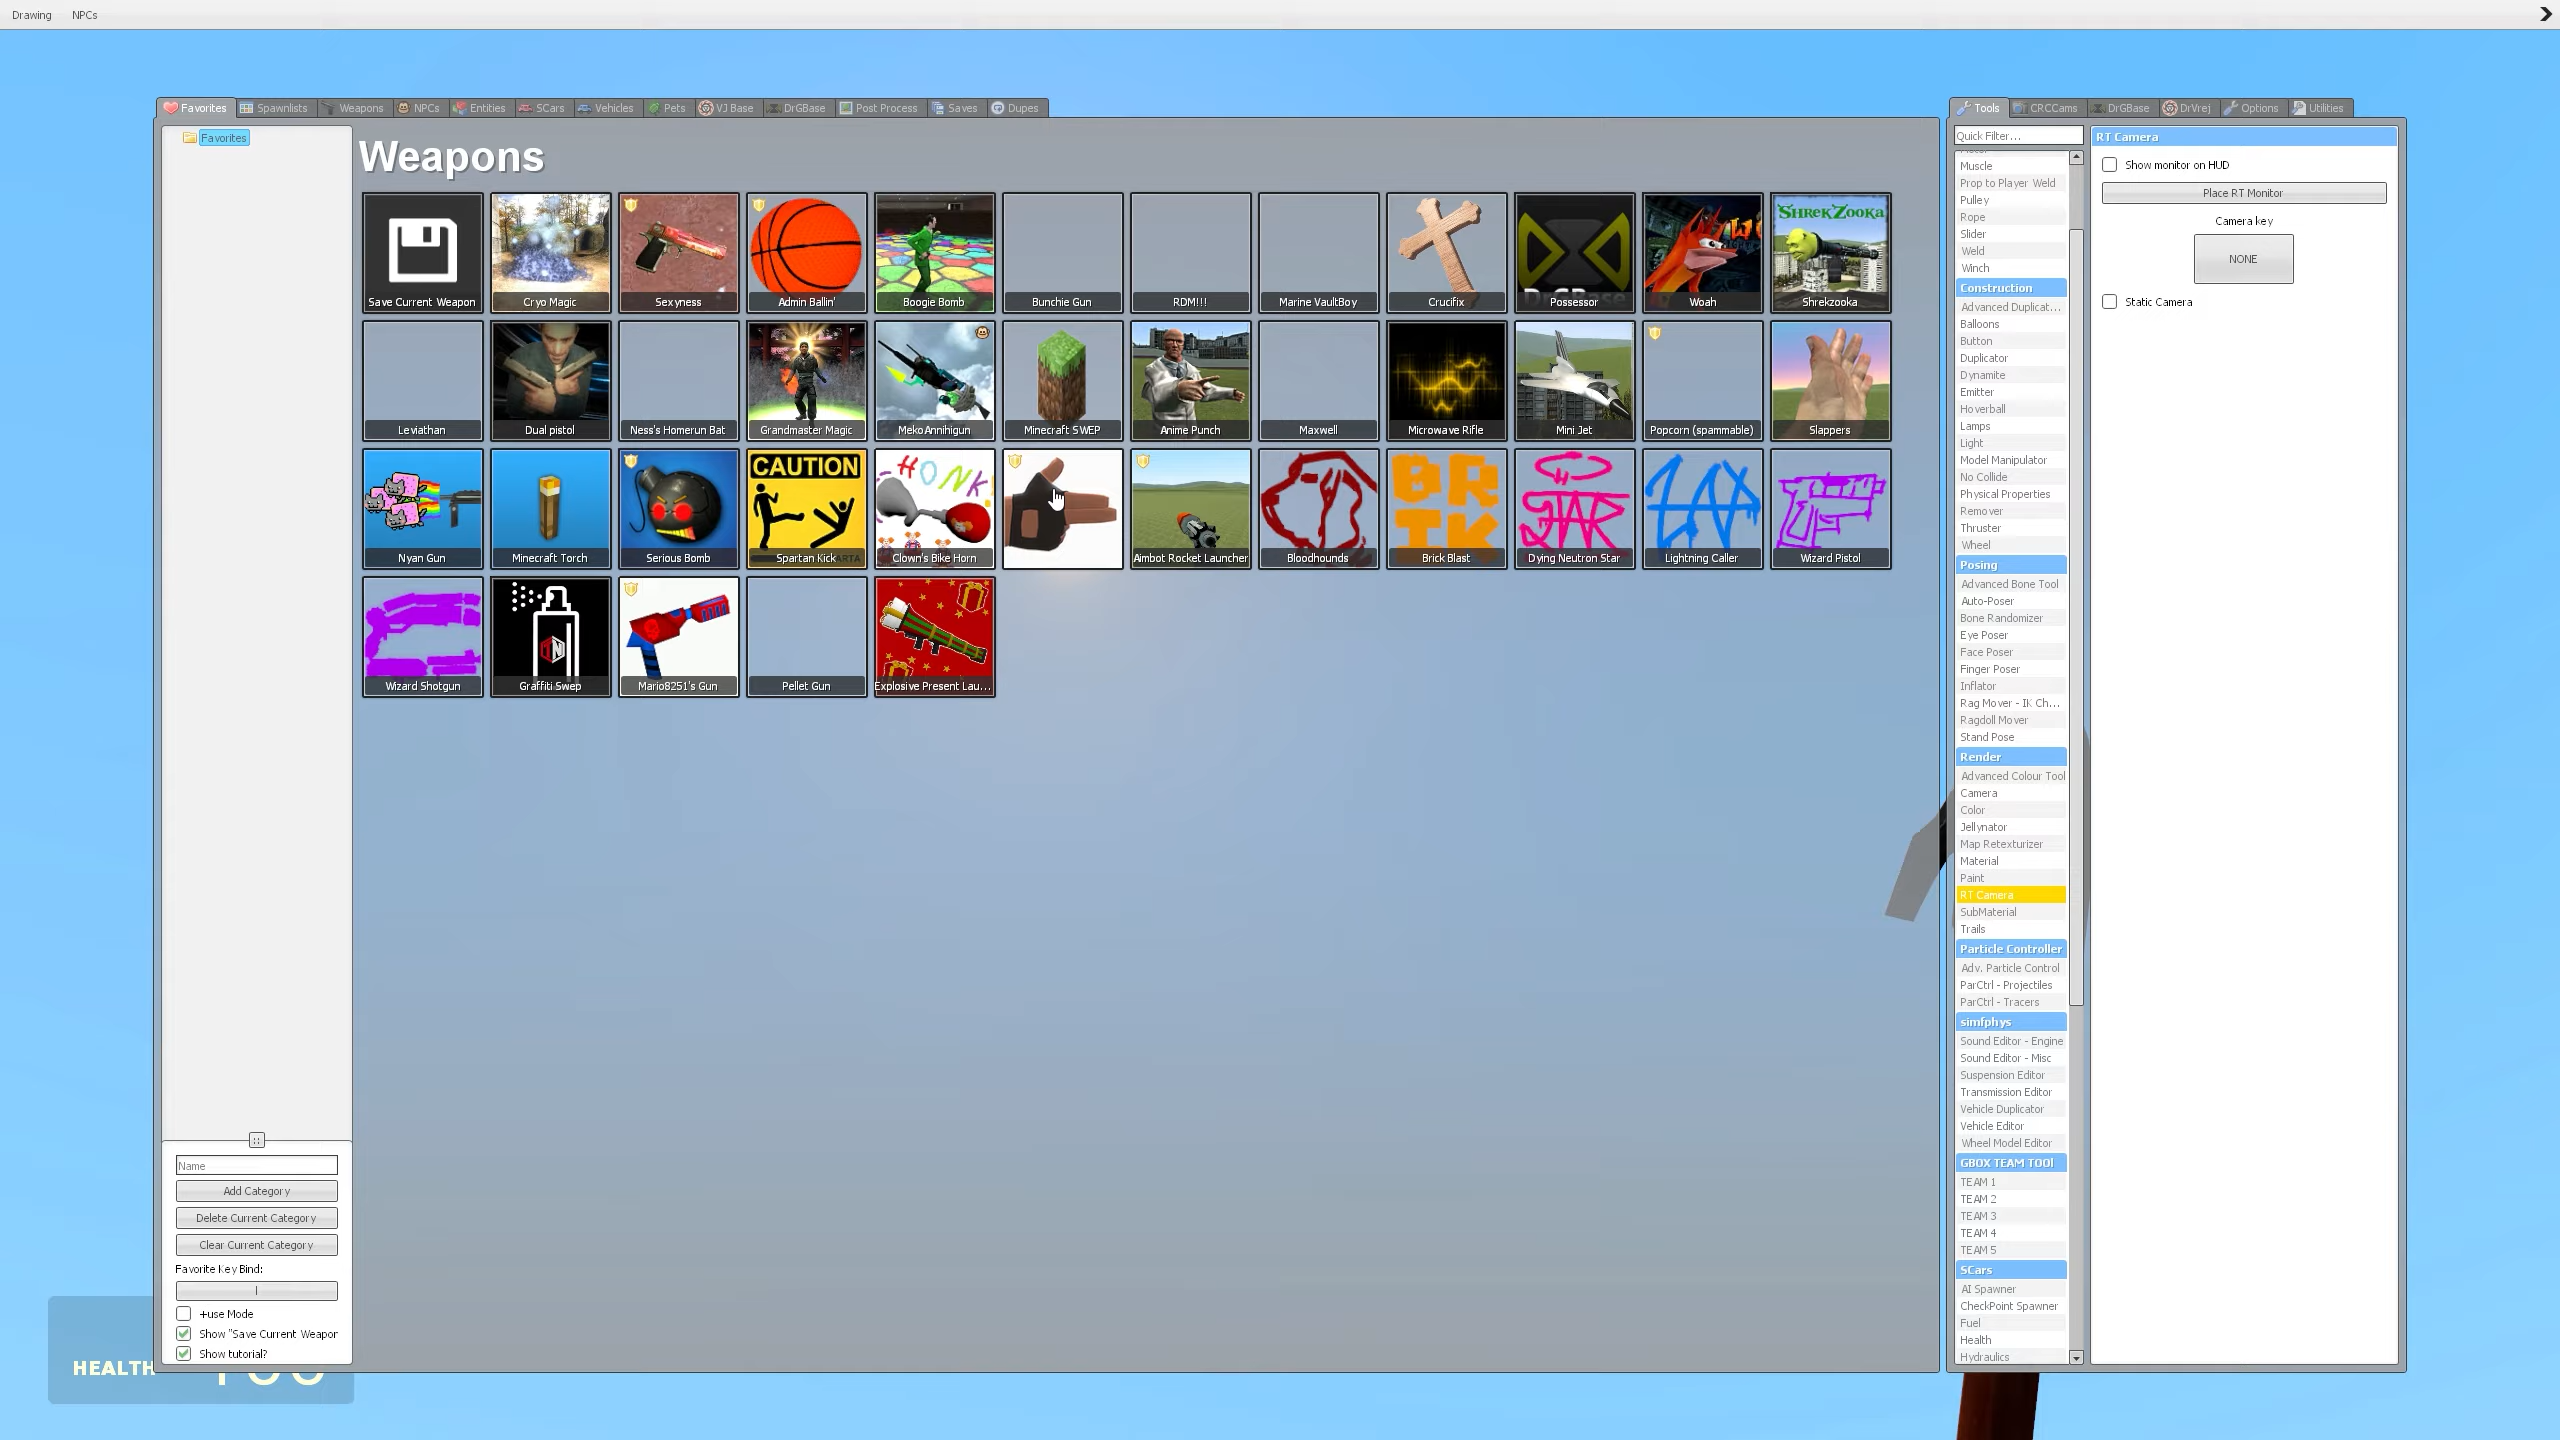 Drawing NPCs
Favorites Spawnlists Weapons NPCs Entities SCars Vehicles Pets VJ Base DrGBase Post Process Saves Dupes
Favorites
Weapons
Save Current Weapon Cryo Magic Sexyness Admin Ballin' Boogie Bomb Bunchie Gun RDM!!! Marine VaultBoy Crucifix Possessor Woah Shrekzooka
SHREKZOOKA
Leviathan Dual pistol Ness's Homerun Bat Grandmaster Magic MekoAnnihigun Minecraft SWEP Anime Punch Maxwell Microwave Rifle Mini Jet Popcorn (spammable) Slappers
CAUTION
HONK
BRIK
STAR
ZAP
Nyan Gun Minecraft Torch Serious Bomb Spartan Kick Clown's Bike Horn Aimbot Rocket Launcher Bloodhounds Brick Blast Dying Neutron Star Lightning Caller Wizard Pistol
Wizard Shotgun Graffiti Swep Mario8251's Gun Pellet Gun Explosive Present Lau...
Name
Add Category
Delete Current Category
Clear Current Category
Favorite Key Bind:
I
+use Mode
Show "Save Current Weapon
Show tutorial?
HEALTH 100
Tools CRCCams DrGBase DrVrej Options Utilities
Quick Filter...
Muscle
Prop to Player Weld
Pulley
Rope
Slider
Weld
Winch
Construction
Advanced Duplicat...
Balloons
Button
Duplicator
Dynamite
Emitter
Hoverball
Lamps
Light
Model Manipulator
No Collide
Physical Properties
Remover
Thruster
Wheel
Posing
Advanced Bone Tool
Auto-Poser
Bone Randomizer
Eye Poser
Face Poser
Finger Poser
Inflator
Rag Mover - IK Ch...
Ragdoll Mover
Stand Pose
Render
Advanced Colour Tool
Camera
Color
Jellynator
Map Retexturizer
Material
Paint
RT Camera
SubMaterial
Trails
Particle Controller
Adv. Particle Control
ParCtrl - Projectiles
ParCtrl - Tracers
simfphys
Sound Editor - Engine
Sound Editor - Misc
Suspension Editor
Transmission Editor
Vehicle Duplicator
Vehicle Editor
Wheel Model Editor
GBOX TEAM TOOl
TEAM 1
TEAM 2
TEAM 3
TEAM 4
TEAM 5
SCars
AI Spawner
CheckPoint Spawner
Fuel
Health
Hydraulics
RT Camera
Show monitor on HUD
Place RT Monitor
Camera key
NONE
Static Camera